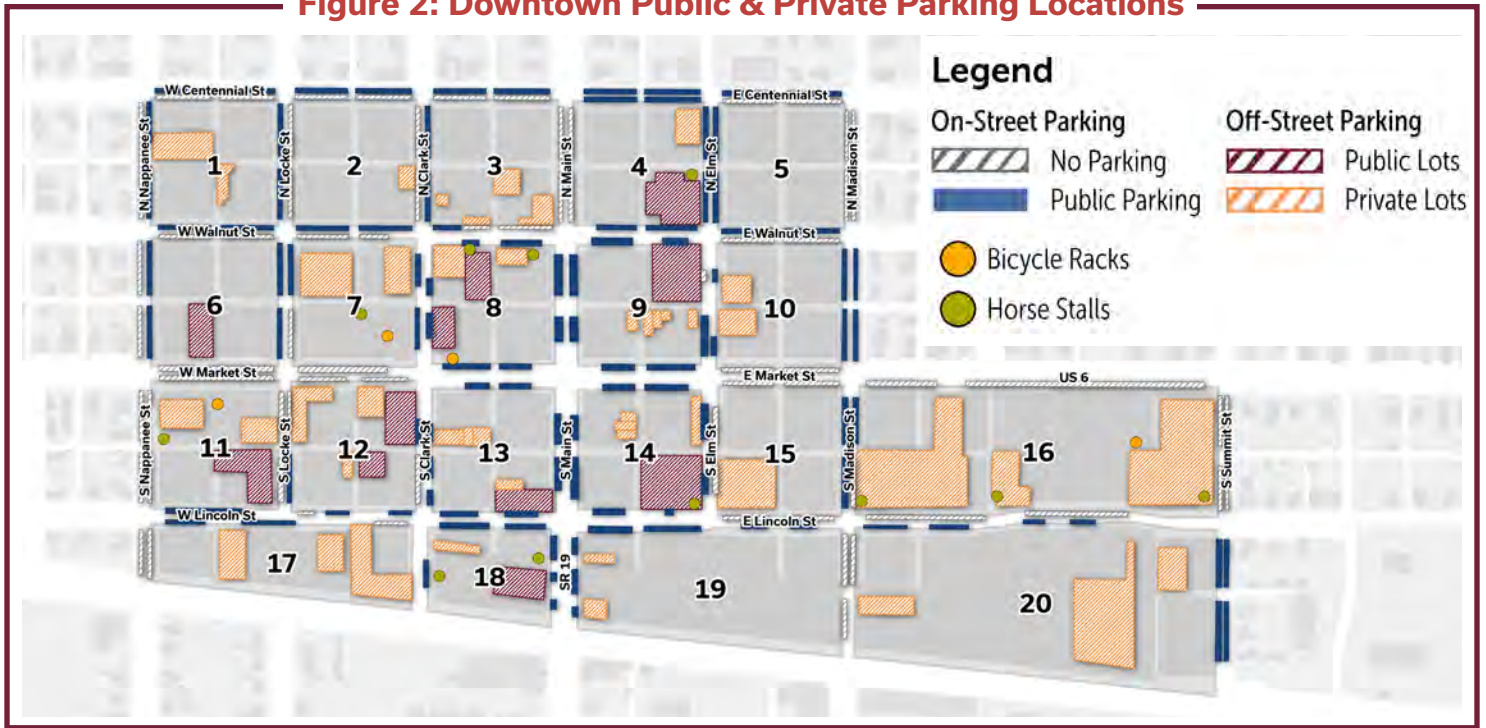 Figure 2: Downtown Public & Private Parking Locations
Legend
On-Street Parking
No Parking
Public Parking
Off-Street Parking
Public Lots
Private Lots
Bicycle Racks
Horse Stalls
W Centennial St
E Centennial St
N Nappanee St
N Locke St
N Clark St
N Main St
N Elm St
N Madison St
1
2
3
4
5
W Walnut St
E Walnut St
6
7
8
9
10
W Market St
E Market St
US 6
S Nappanee St
S Locke St
S Clark St
S Main St
S Elm St
S Madison St
S Summit St
11
12
13
14
15
16
W Lincoln St
E Lincoln St
SR 19
17
18
19
20